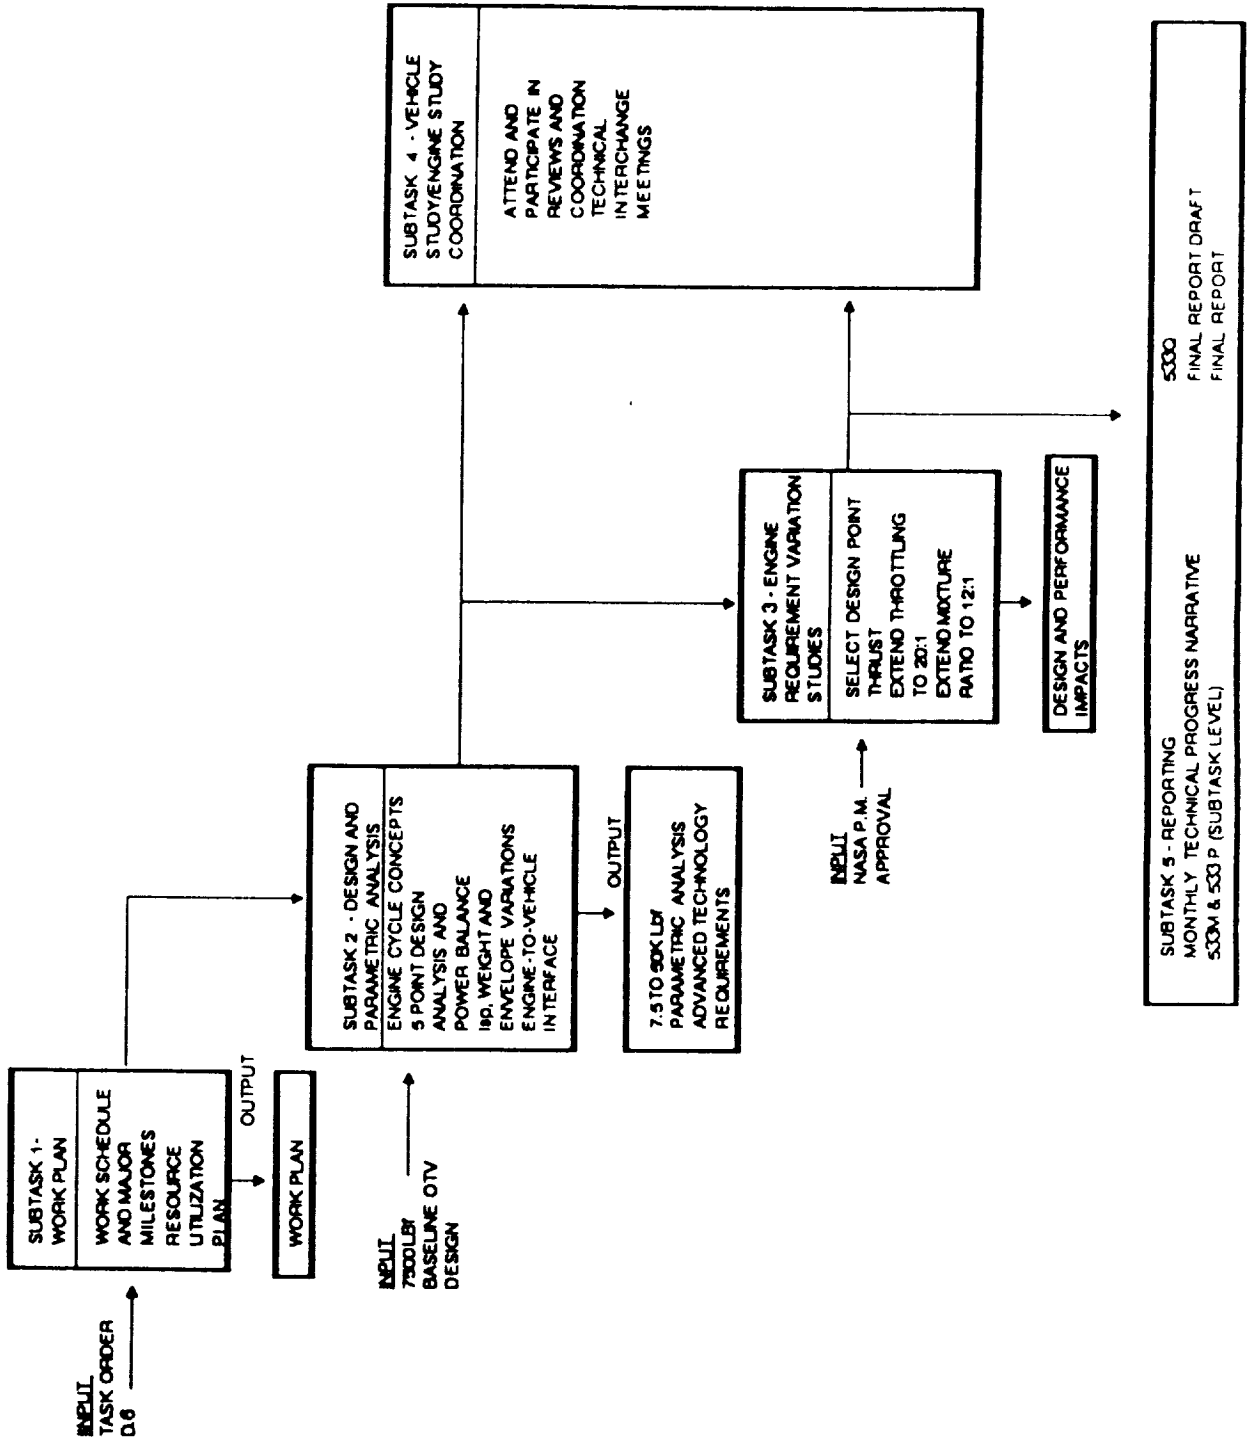 INPUT
TASK ORDER
D.6
SUBTASK 1-
WORK PLAN
WORK SCHEDULE
AND MAJOR
MILESTONES
RESOURCE
UTILIZATION
PLAN
OUTPUT
WORK PLAN
INPUT
7500 LBf
BASELINE OTV
DESIGN
SUBTASK 2 - DESIGN AND
PARAMETRIC ANALYSIS
ENGINE CYCLE CONCEPTS
5 POINT DESIGN
ANALYSIS AND
POWER BALANCE
Isp, WEIGHT AND
ENVELOPE VARIATIONS
ENGINE-TO-VEHICLE
INTERFACE
OUTPUT
7.5 TO 50K Lbf
PARAMETRIC ANALYSIS
ADVANCED TECHNOLOGY
REQUIREMENTS
INPUT
NASA P.M.
APPROVAL
SUBTASK 3 - ENGINE
REQUIREMENT VARIATION
STUDIES
SELECT DESIGN POINT
THRUST
EXTEND THROTTLING
TO 20:1
EXTEND MIXTURE
RATIO TO 12:1
DESIGN AND PERFORMANCE
IMPACTS
SUBTASK 4 - VEHICLE
STUDY/ENGINE STUDY
COORDINATION
ATTEND AND
PARTICIPATE IN
REVIEWS AND
COORDINATION
TECHNICAL
INTERCHANGE
MEETINGS
SUBTASK 5 - REPORTING
MONTHLY TECHNICAL PROGRESS NARRATIVE
533M & 533 P (SUBTASK LEVEL)
533Q
FINAL REPORT DRAFT
FINAL REPORT